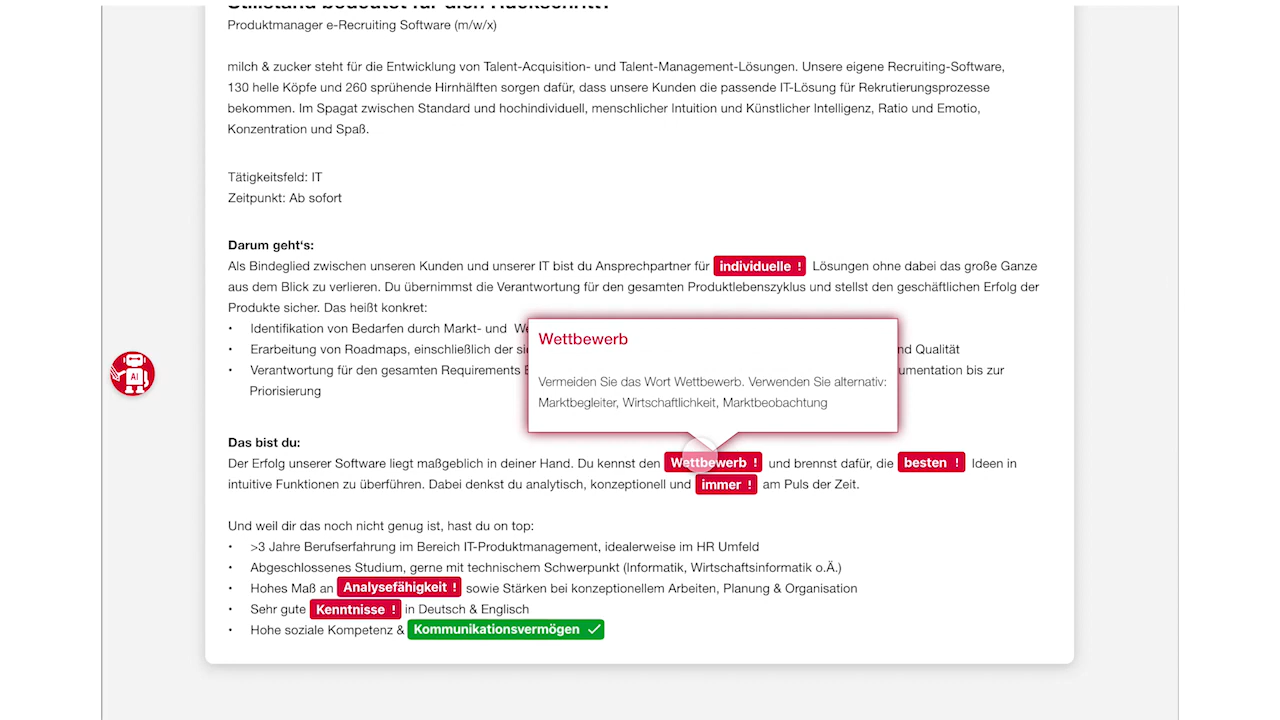 Stillstand bedeutet für dich Rückschritt?
Produktmanager e-Recruiting Software (m/w/x)
milch & zucker steht für die Entwicklung von Talent-Acquisition- und Talent-Management-Lösungen. Unsere eigene Recruiting-Software,
130 helle Köpfe und 260 sprühende Hirnhälften sorgen dafür, dass unsere Kunden die passende IT-Lösung für Rekrutierungsprozesse
bekommen. Im Spagat zwischen Standard und hochindividuell, menschlicher Intuition und Künstlicher Intelligenz, Ratio und Emotio,
Konzentration und Spaß.
Tätigkeitsfeld: IT
Zeitpunkt: Ab sofort
Darum geht's:
Als Bindeglied zwischen unseren Kunden und unserer IT bist du Ansprechpartner für individuelle ! Lösungen ohne dabei das große Ganze
aus dem Blick zu verlieren. Du übernimmst die Verantwortung für den gesamten Produktlebenszyklus und stellst den geschäftlichen Erfolg der
Produkte sicher. Das heißt konkret:
• Identifikation von Bedarfen durch Markt- und
• Erarbeitung von Roadmaps, einschließlich der nd Qualität
• Verantwortung für den gesamten Requirements umentation bis zur
Priorisierung
Wettbewerb
Vermeiden Sie das Wort Wettbewerb. Verwenden Sie alternativ:
Marktbegleiter, Wirtschaftlichkeit, Marktbeobachtung
AI
Das bist du:
Der Erfolg unserer Software liegt maßgeblich in deiner Hand. Du kennst den Wettbewerb ! und brennst dafür, die besten ! Ideen in
intuitive Funktionen zu überführen. Dabei denkst du analytisch, konzeptionell und immer ! am Puls der Zeit.
Und weil dir das noch nicht genug ist, hast du on top:
• >3 Jahre Berufserfahrung im Bereich IT-Produktmanagement, idealerweise im HR Umfeld
• Abgeschlossenes Studium, gerne mit technischem Schwerpunkt (Informatik, Wirtschaftsinformatik o.Ä.)
• Hohes Maß an Analysefähigkeit ! sowie Stärken bei konzeptionellem Arbeiten, Planung & Organisation
• Sehr gute Kenntnisse ! in Deutsch & Englisch
• Hohe soziale Kompetenz & Kommunikationsvermögen ✓